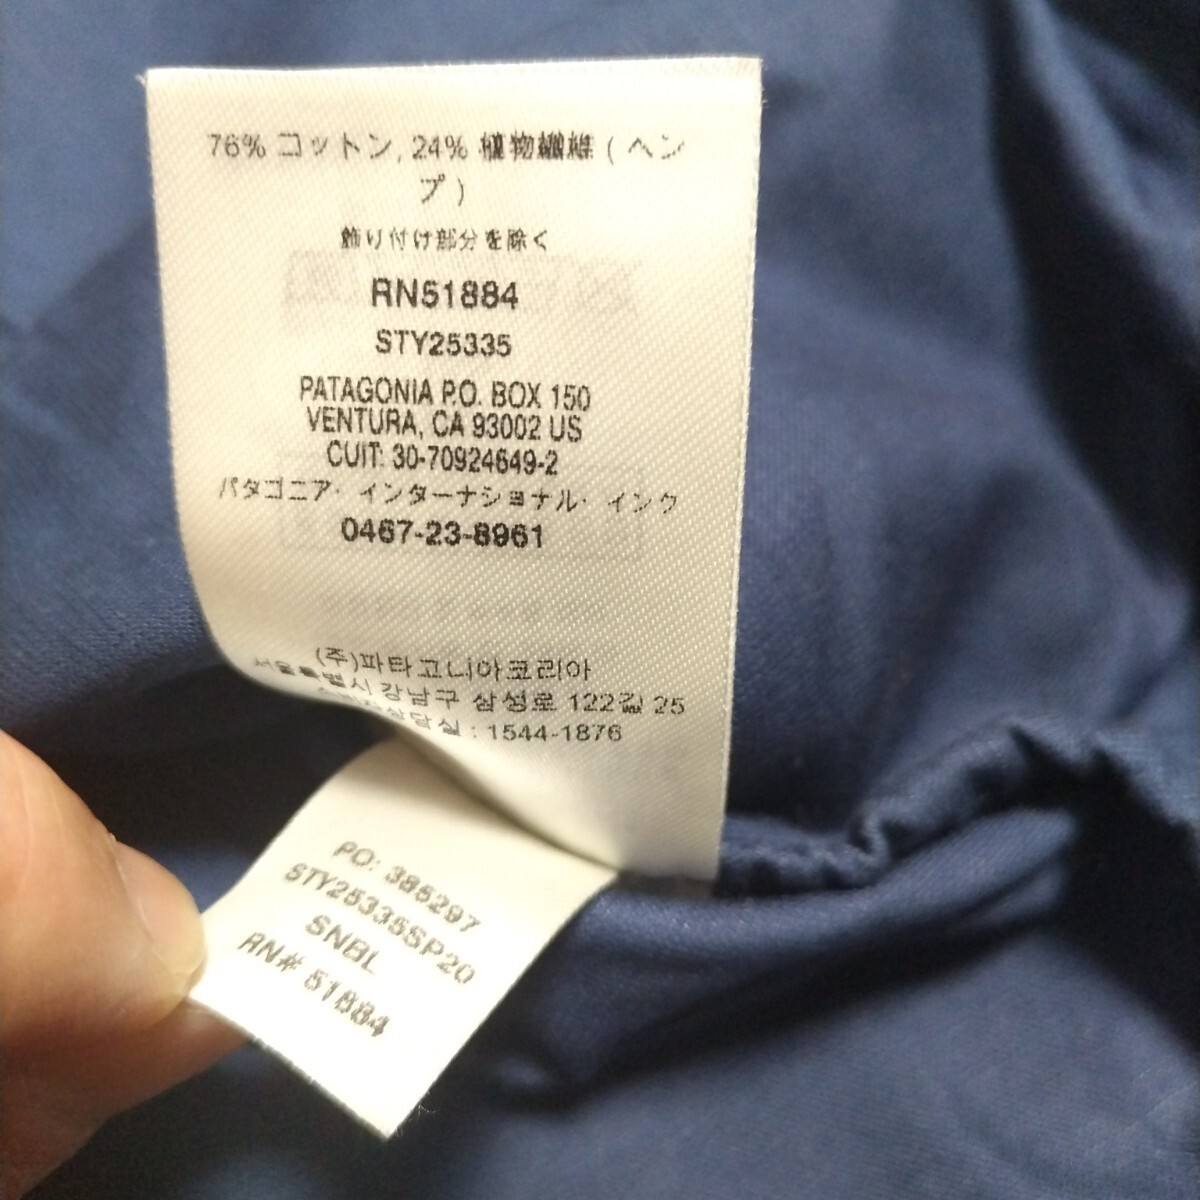 76% コットン, 24% 植物繊維 ( ヘン
プ )
飾り付け部分を除く
RN51884
STY25335
PATAGONIA P.O. BOX 150
VENTURA, CA 93002 US
CUIT: 30-70924649-2
パタゴニア・インターナショナル・インク
0467-23-8961
(주)파타고니아코리아
서울특별시 강남구 삼성로 122길 25
상담실 : 1544-1876
PO: 385297
STY25335SP20
SNBL
RN# 51884